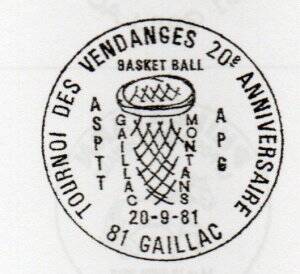 TOURNOI DES VENDANGES 20e ANNIVERSAIRE
BASKET BALL
ASPTT
GAILLAC
MONTANS
APG
20-9-81
81 GAILLAC